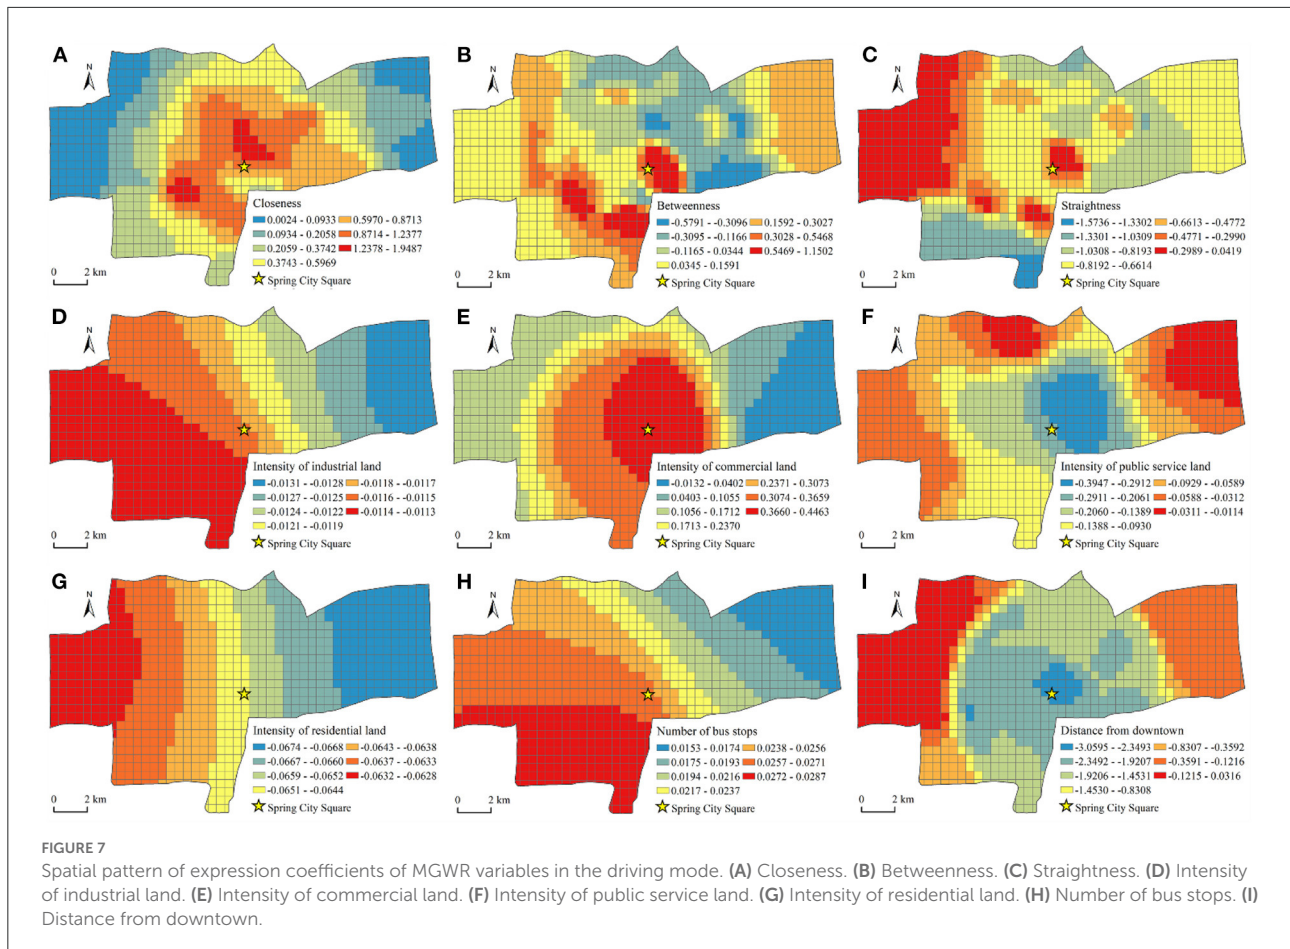 A
N
Closeness
0.0024 - 0.0933 0.5970 - 0.8713
0.0934 - 0.2058 0.8714 - 1.2377
0.2059 - 0.3742 1.2378 - 1.9487
0.3743 - 0.5969
Spring City Square
0 2 km
B
N
Betweenness
-0.5791 - -0.3096 0.1592 - 0.3027
-0.3095 - -0.1166 0.3028 - 0.5468
-0.1165 - 0.0344 0.5469 - 1.1502
0.0345 - 0.1591
Spring City Square
0 2 km
C
N
Straightness
-1.5736 - -1.3302 -0.6613 - -0.4772
-1.3301 - -1.0309 -0.4771 - -0.2990
-1.0308 - -0.8193 -0.2989 - 0.0419
-0.8192 - -0.6614
Spring City Square
0 2 km
D
N
Intensity of industrial land
-0.0131 - -0.0128 -0.0118 - -0.0117
-0.0127 - -0.0125 -0.0116 - -0.0115
-0.0124 - -0.0122 -0.0114 - -0.0113
-0.0121 - -0.0119
Spring City Square
0 2 km
E
N
Intensity of commercial land
-0.0132 - 0.0402 0.2371 - 0.3073
0.0403 - 0.1055 0.3074 - 0.3659
0.1056 - 0.1712 0.3660 - 0.4463
0.1713 - 0.2370
Spring City Square
0 2 km
F
N
Intensity of public service land
-0.3947 - -0.2912 -0.0929 - -0.0589
-0.2911 - -0.2061 -0.0588 - -0.0312
-0.2060 - -0.1389 -0.0311 - -0.0114
-0.1388 - -0.0930
Spring City Square
0 2 km
G
N
Intensity of residential land
-0.0674 - -0.0668 -0.0643 - -0.0638
-0.0667 - -0.0660 -0.0637 - -0.0633
-0.0659 - -0.0652 -0.0632 - -0.0628
-0.0651 - -0.0644
Spring City Square
0 2 km
H
N
Number of bus stops
0.0153 - 0.0174 0.0238 - 0.0256
0.0175 - 0.0193 0.0257 - 0.0271
0.0194 - 0.0216 0.0272 - 0.0287
0.0217 - 0.0237
Spring City Square
0 2 km
I
N
Distance from downtown
-3.0595 - -2.3493 -0.8307 - -0.3592
-2.3492 - -1.9207 -0.3591 - -0.1216
-1.9206 - -1.4531 -0.1215 - 0.0316
-1.4530 - -0.8308
Spring City Square
0 2 km
FIGURE 7
Spatial pattern of expression coefficients of MGWR variables in the driving mode. (A) Closeness. (B) Betweenness. (C) Straightness. (D) Intensity
of industrial land. (E) Intensity of commercial land. (F) Intensity of public service land. (G) Intensity of residential land. (H) Number of bus stops. (I)
Distance from downtown.